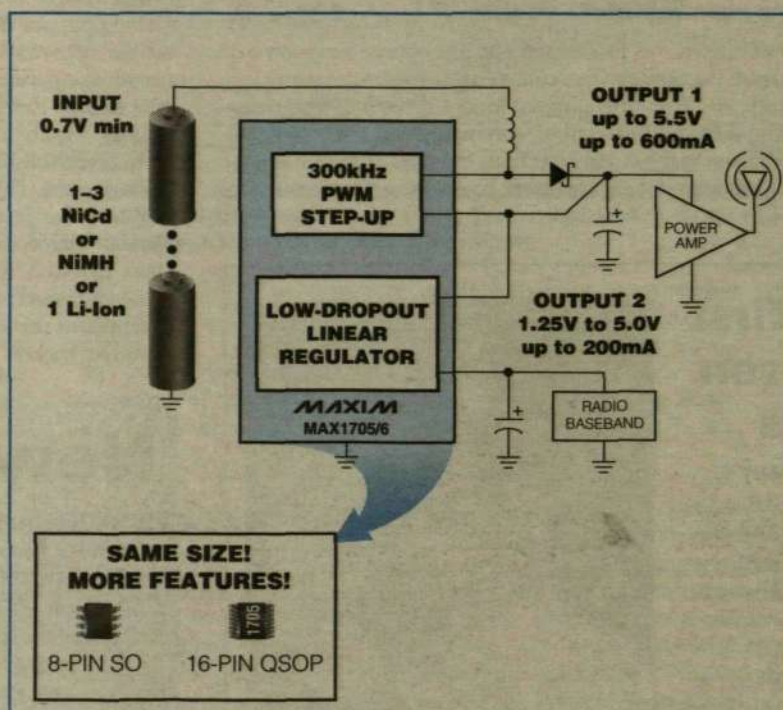 INPUT
0.7V min
1–3
NiCd
or
NiMH
or
1 Li-Ion
300kHz
PWM
STEP-UP
LOW-DROPOUT
LINEAR
REGULATOR
MAXIM
MAX1705/6
OUTPUT 1
up to 5.5V
up to 600mA
POWER
AMP
OUTPUT 2
1.25V to 5.0V
up to 200mA
RADIO
BASEBAND
SAME SIZE!
MORE FEATURES!
1705
8-PIN SO
16-PIN QSOP